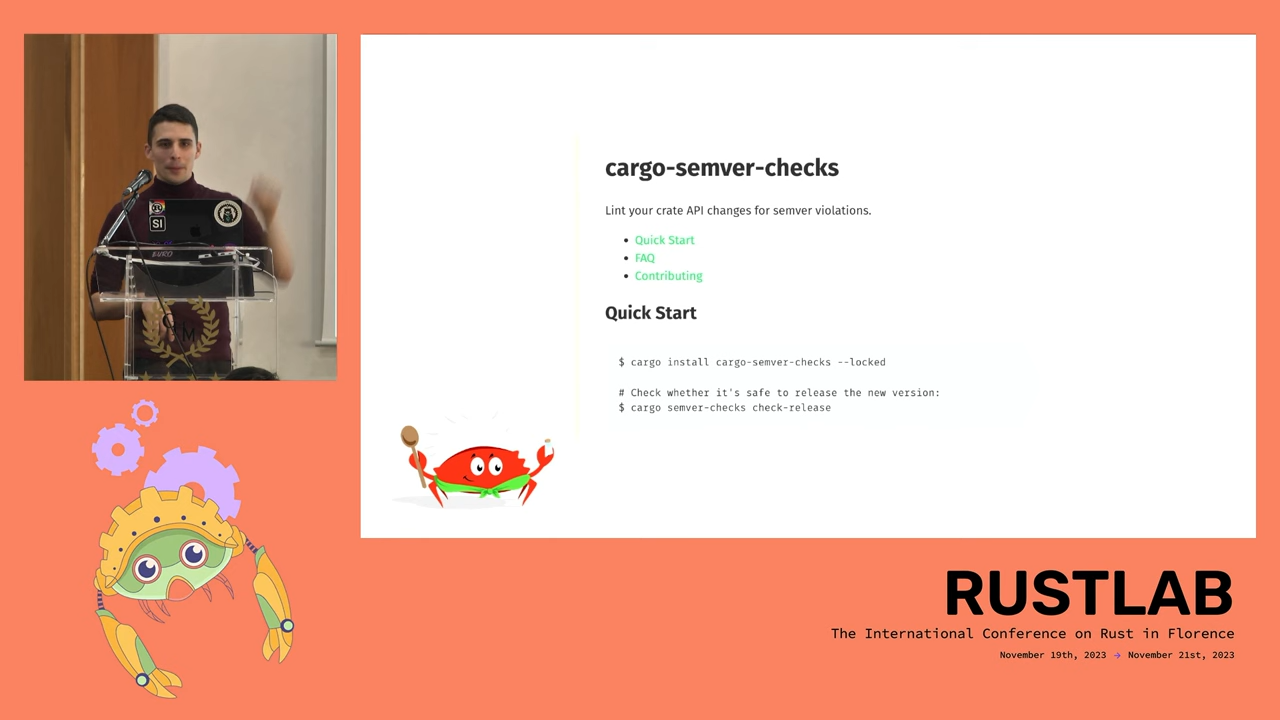 SI
cargo-semver-checks
Lint your crate API changes for semver violations.
Quick Start
FAQ
Contributing
Quick Start
$ cargo install cargo-semver-checks --locked
# Check whether it's safe to release the new version:
$ cargo semver-checks check-release
RUSTLAB
The International Conference on Rust in Florence
November 19th, 2023 → November 21st, 2023